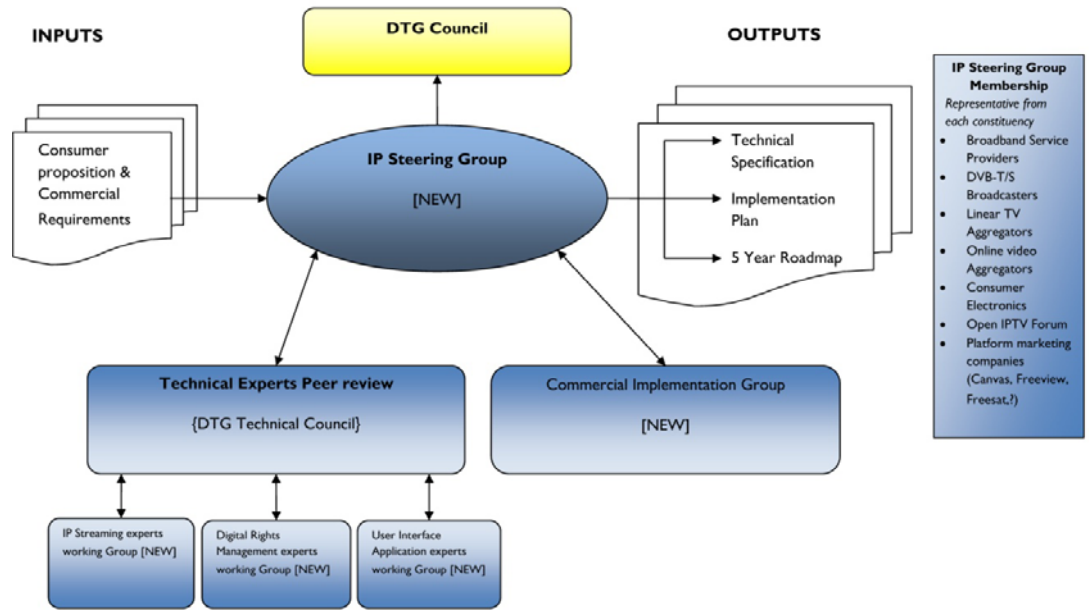 INPUTS
DTG Council
OUTPUTS
Consumer
proposition &
Commercial
Requirements
IP Steering Group
[NEW]
Technical
Specification
Implementation
Plan
5 Year Roadmap
IP Steering Group
Membership
Representative from
each constituency
• Broadband Service
Providers
• DVB-T/S
Broadcasters
• Linear TV
Aggregators
• Online video
Aggregators
• Consumer
Electronics
• Open IPTV Forum
• Platform marketing
companies
(Canvas, Freeview,
Freesat,?)
Technical Experts Peer review
{DTG Technical Council}
Commercial Implementation Group
[NEW]
IP Streaming experts
working Group [NEW]
Digital Rights
Management experts
working Group [NEW]
User Interface
Application experts
working Group [NEW]